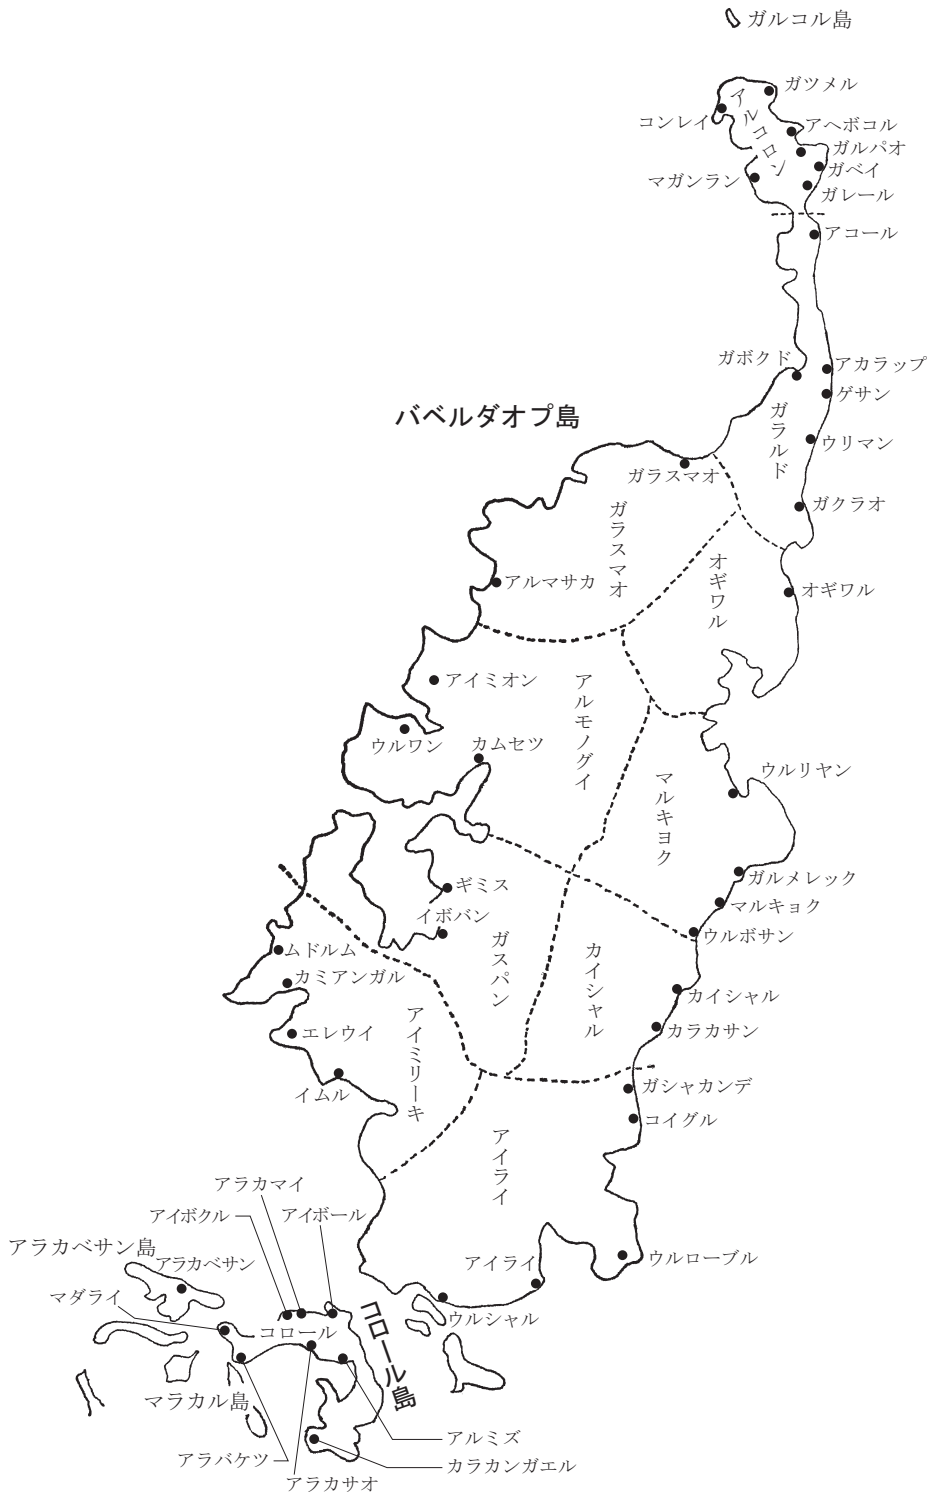 ガルコル島
ガツメル
コンレイ
アルコロン
アヘボコル
ガルパオ
ガベイ
マガンラン
ガレール
アコール
ガボクド
アカラップ
ゲサン
バベルダオプ島
ガラルド
ウリマン
ガラスマオ
ガクラオ
ガラスマオ
アルマサカ
オギワル
オギワル
アイミオン
アルモノグイ
ウルワン
カムセツ
ウルリヤン
マルキョク
ガルメレック
ギミス
マルキョク
イボバン
ウルボサン
ガスパン
カイシャル
ムドルム
カミアンガル
カイシャル
アイミリーキ
エレウイ
カラカサン
イムル
ガシャカンデ
コイグル
アイライ
アラカマイ
アイボクル
アイボール
アラカベサン島
アラカベサン
アイライ
ウルローブル
マダライ
コロール
ウルシャル
コロール島
マラカル島
アルミズ
アラバケツ
カラカンガエル
アラカサオ